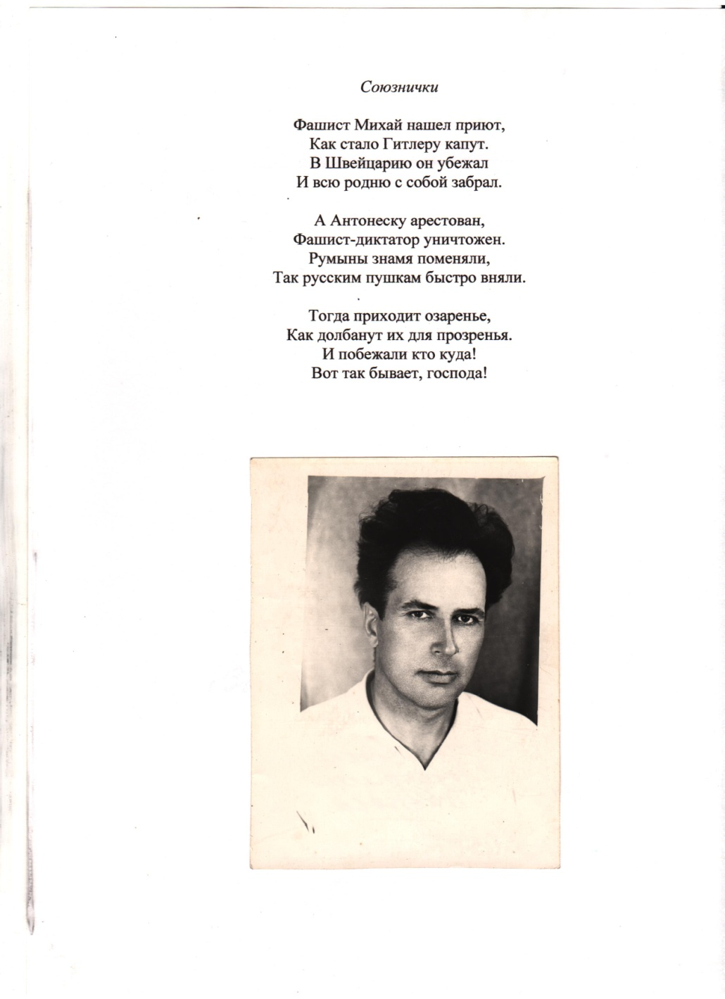 Союзнички
Фашист Михай нашел приют,
Как стало Гитлеру капут.
В Швейцарию он убежал
И всю родню с собой забрал.
А Антонеску арестован,
Фашист-диктатор уничтожен.
Румыны знамя поменяли,
Так русским пушкам быстро вняли.
Тогда приходит озаренье,
Как долбанут их для прозренья.
И побежали кто куда!
Вот так бывает, господа!